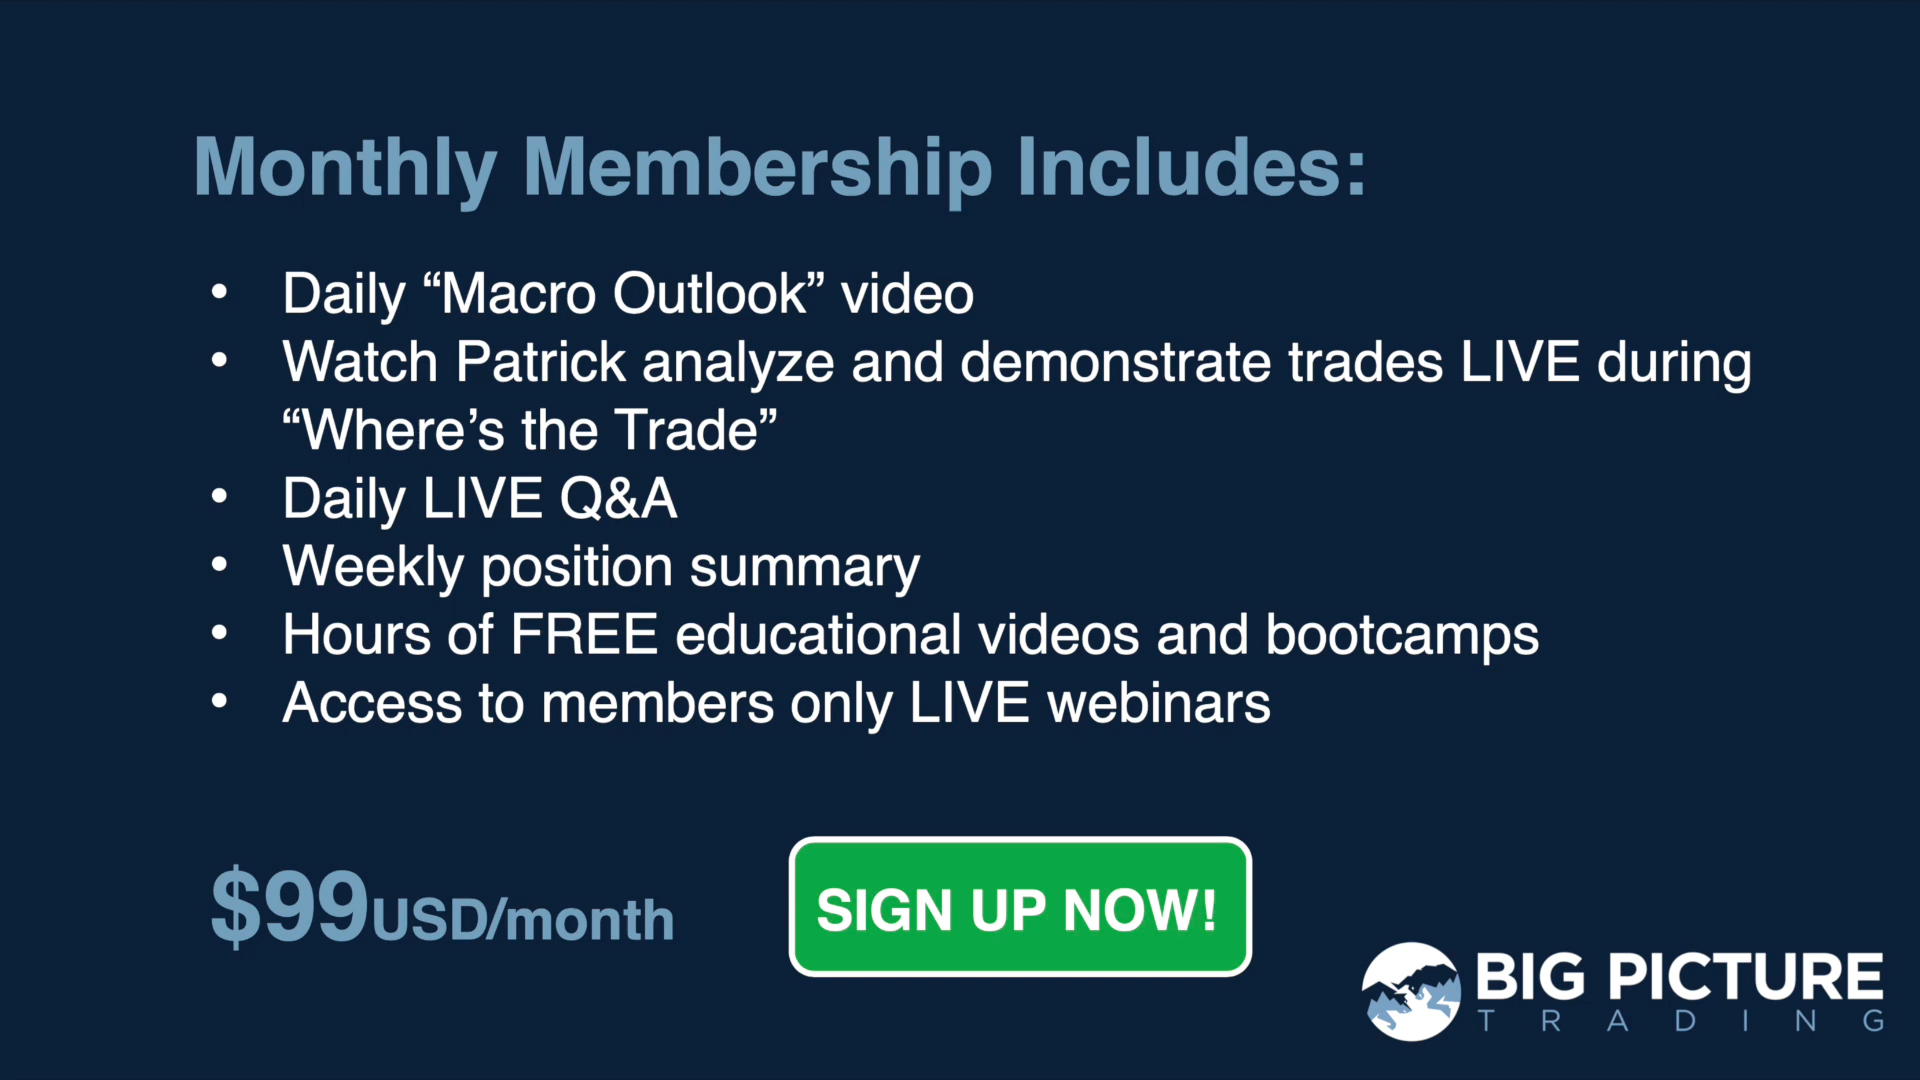 Monthly Membership Includes:
• Daily “Macro Outlook” video
• Watch Patrick analyze and demonstrate trades LIVE during
“Where’s the Trade”
• Daily LIVE Q&A
• Weekly position summary
• Hours of FREE educational videos and bootcamps
• Access to members only LIVE webinars
$99USD/month
SIGN UP NOW!
BIG PICTURE
TRADING